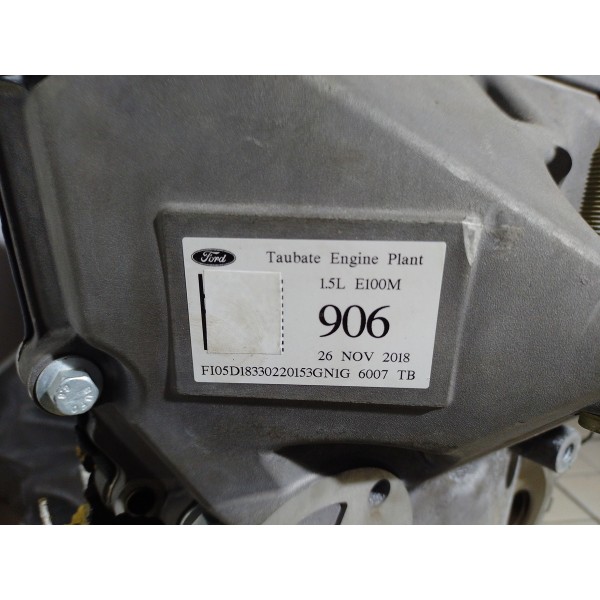 Ford
Taubate Engine Plant
1.5L E100M
906
26 NOV 2018
FI05D18330220153GN1G 6007 TB